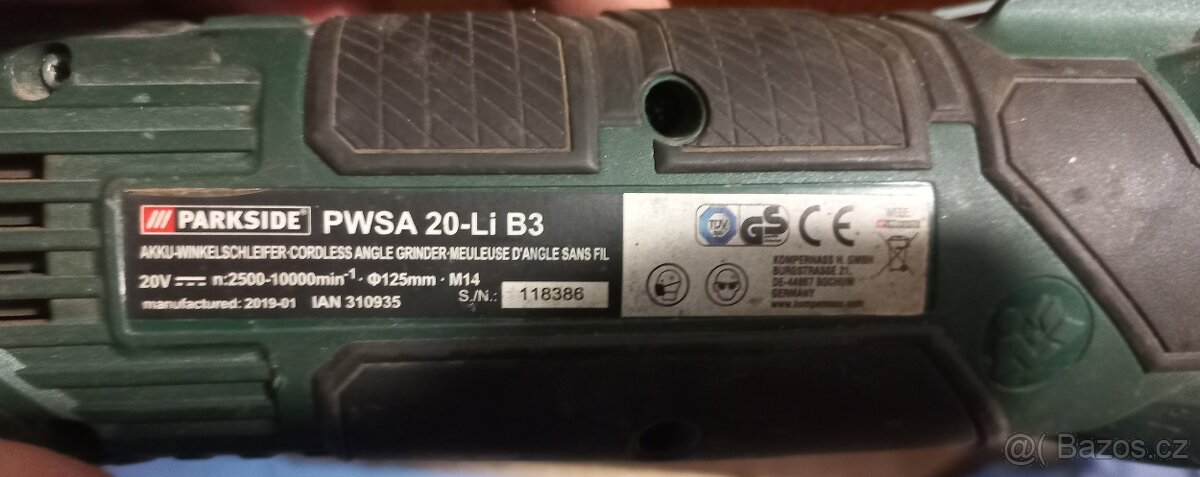 PARKSIDE® PWSA 20-Li B3
AKKU-WINKELSCHLEIFER·CORDLESS ANGLE GRINDER·MEULEUSE D'ANGLE SANS FIL
20V n:2500-10000min-1 · Φ125mm · M14
manufactured: 2019-01 IAN 310935 S./N.: 118386
TÜV GS CE
KOMPERNASS H. GMBH
BURGSTRASSE 21,
DE-44867 BOCHUM
GERMANY
www.kompernass.com
Bazos.cz